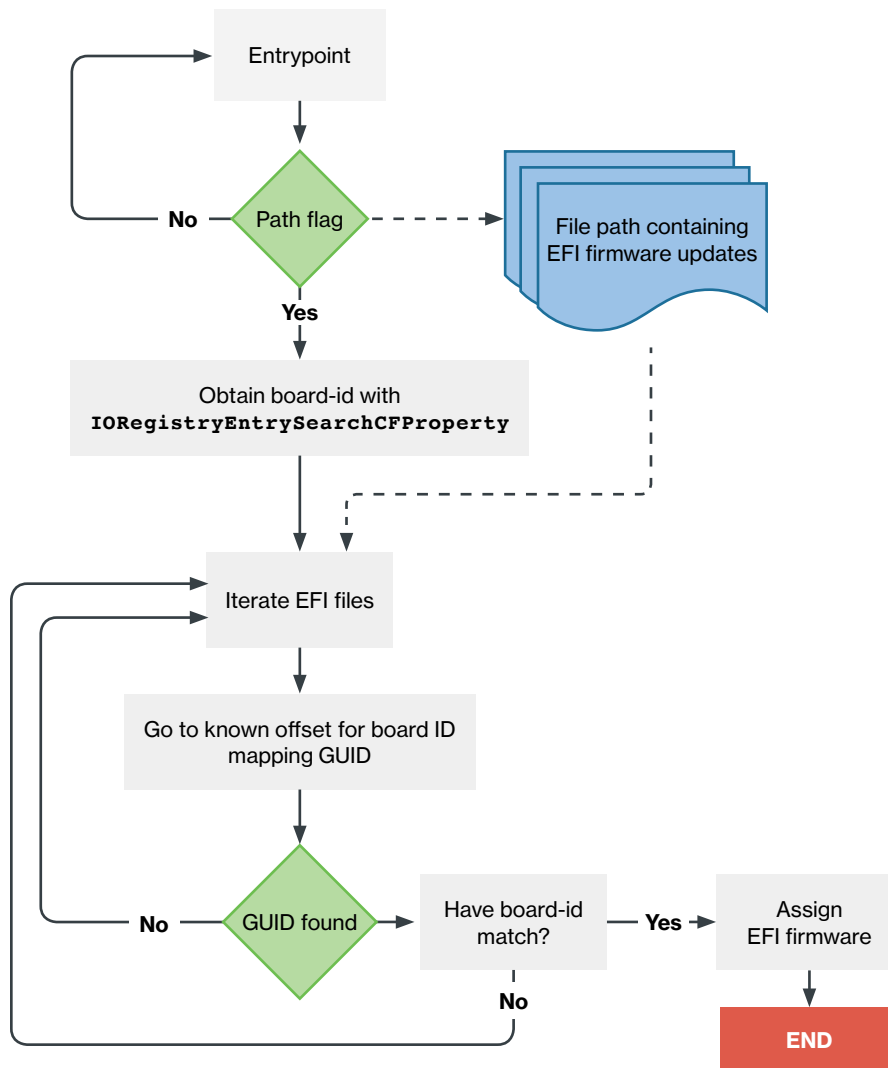 Entrypoint
Path flag
No
File path containing
EFI firmware updates
Yes
Obtain board-id with
IORegistryEntrySearchCFProperty
Iterate EFI files
Go to known offset for board ID
mapping GUID
GUID found
No
Have board-id
match?
Yes
Assign
EFI firmware
No
END